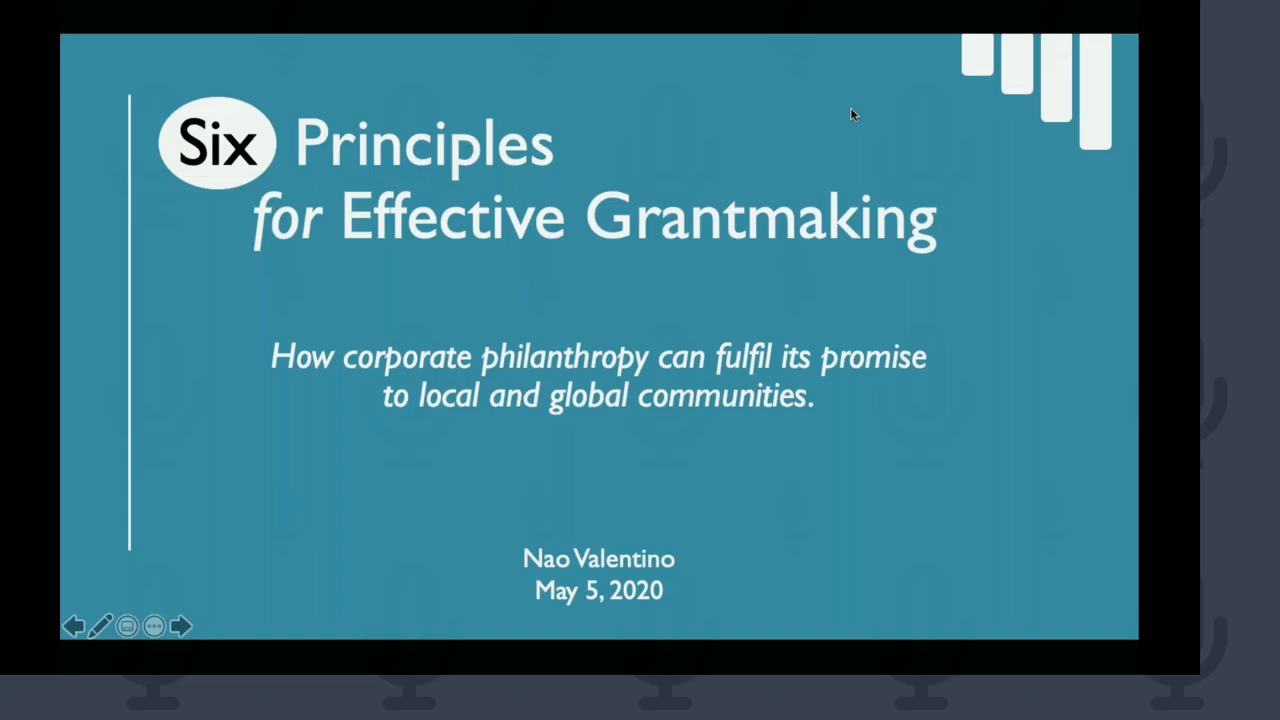 Six Principles
for Effective Grantmaking
How corporate philanthropy can fulfil its promise
to local and global communities.
Nao Valentino
May 5, 2020